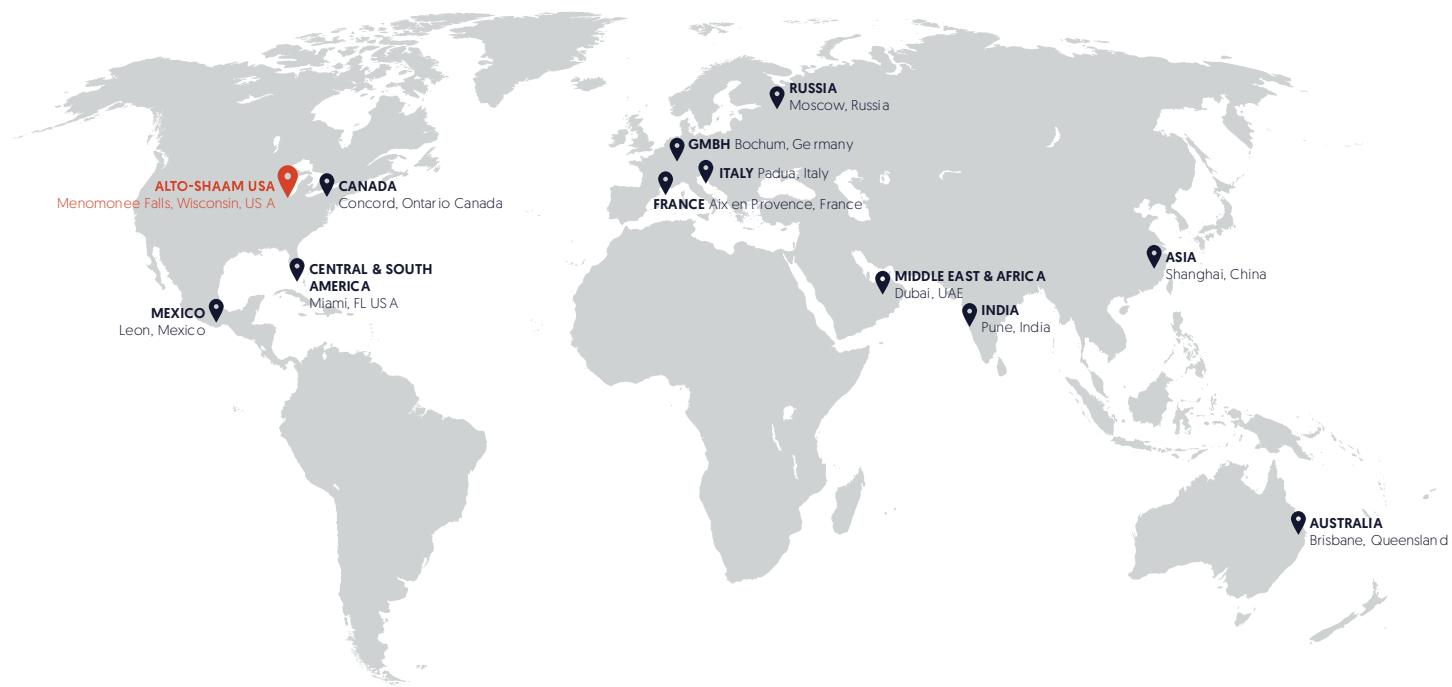 RUSSIA
Moscow, Russia
GMBH Bochum, Germany
ITALY Padua, Italy
FRANCE Aix en Provence, France
ALTO-SHAAM USA
Menomonee Falls, Wisconsin, USA
CANADA
Concord, Ontario Canada
CENTRAL & SOUTH
AMERICA
Miami, FL USA
MEXICO
Leon, Mexico
MIDDLE EAST & AFRICA
Dubai, UAE
INDIA
Pune, India
ASIA
Shanghai, China
AUSTRALIA
Brisbane, Queensland